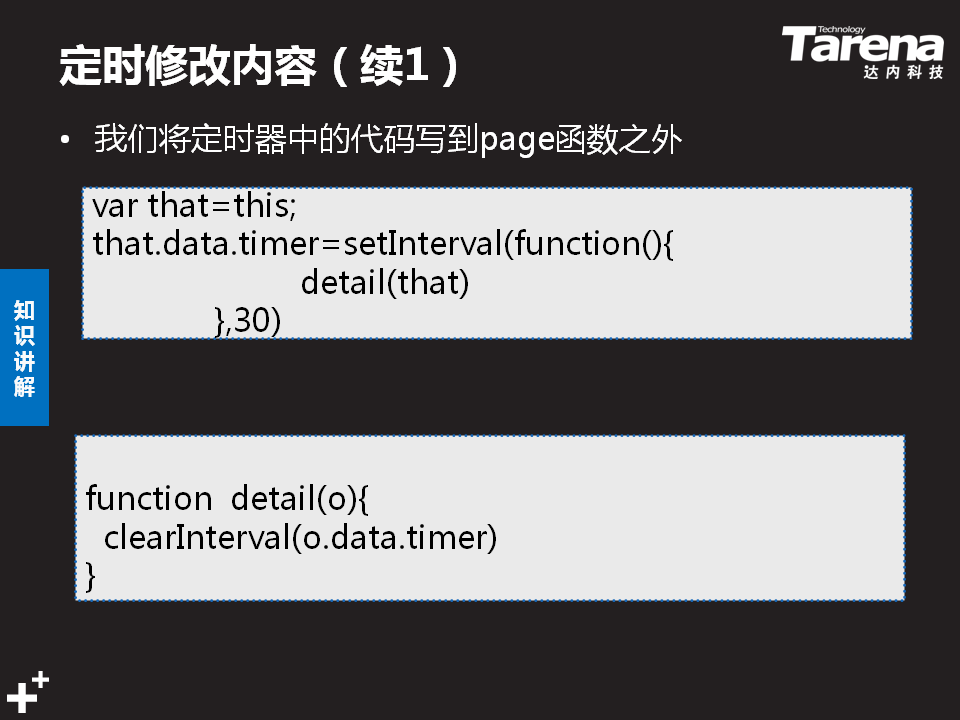 定时修改内容（续1）
Technology
Tarena
达内科技
• 我们将定时器中的代码写到page函数之外
var that=this;
that.data.timer=setInterval(function(){
detail(that)
},30)
知识讲解
function  detail(o){
clearInterval(o.data.timer)
}